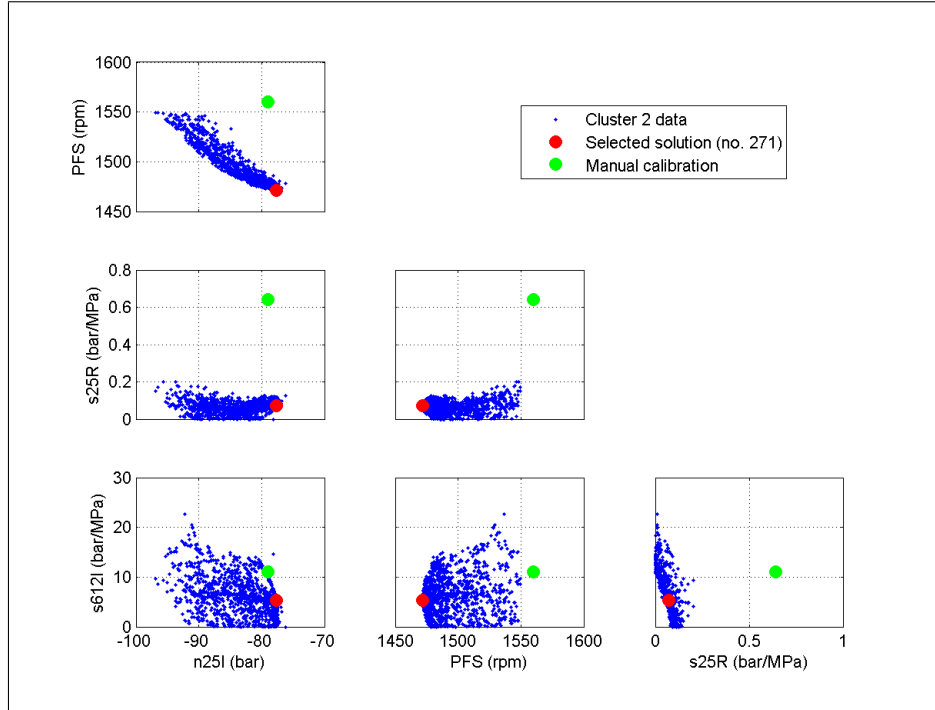 1600
1550
1500
1450
PFS (rpm)
Cluster 2 data
Selected solution (no. 271)
Manual calibration
0.8
0.6
0.4
0.2
0
s25R (bar/MPa)
30
20
10
0
s612I (bar/MPa)
-100 -90 -80 -70
n25I (bar)
1450 1500 1550 1600
PFS (rpm)
0 0.5 1
s25R (bar/MPa)